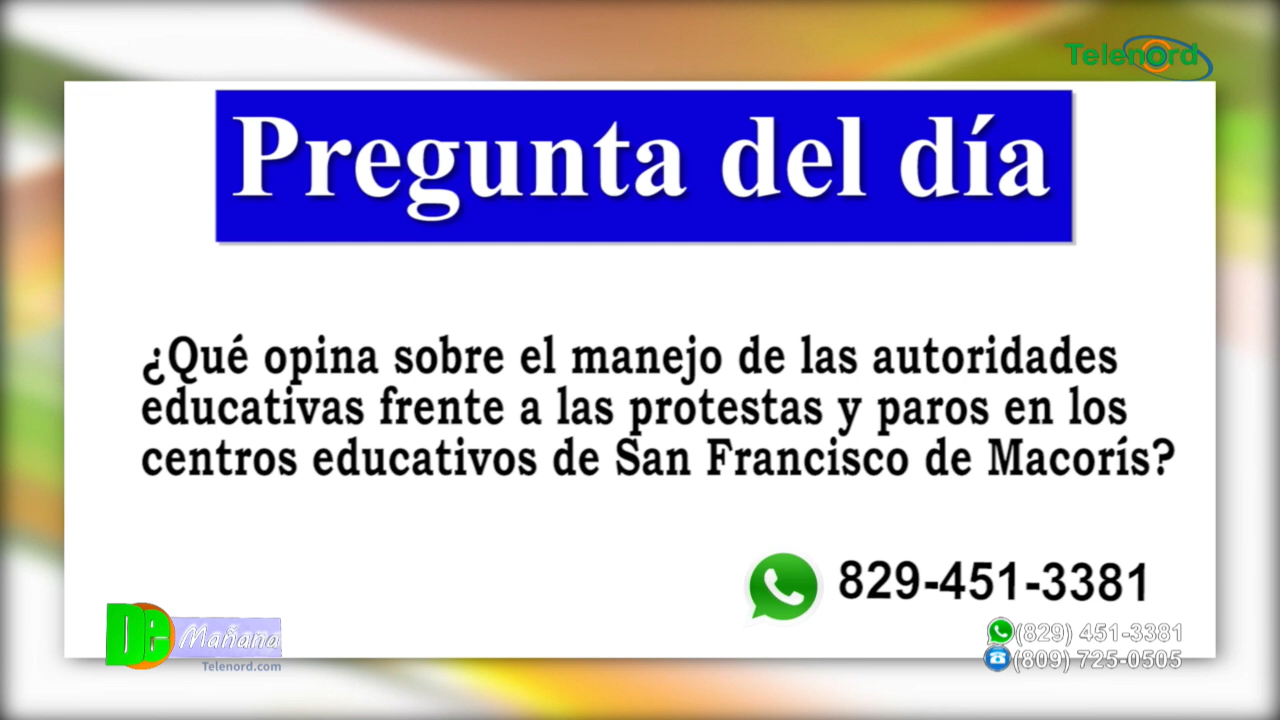 Telenord
Pregunta del día
¿Qué opina sobre el manejo de las autoridades
educativas frente a las protestas y paros en los
centros educativos de San Francisco de Macorís?
829-451-3381
De Mañana
Telenord.com
(829) 451-3381
(809) 725-0505